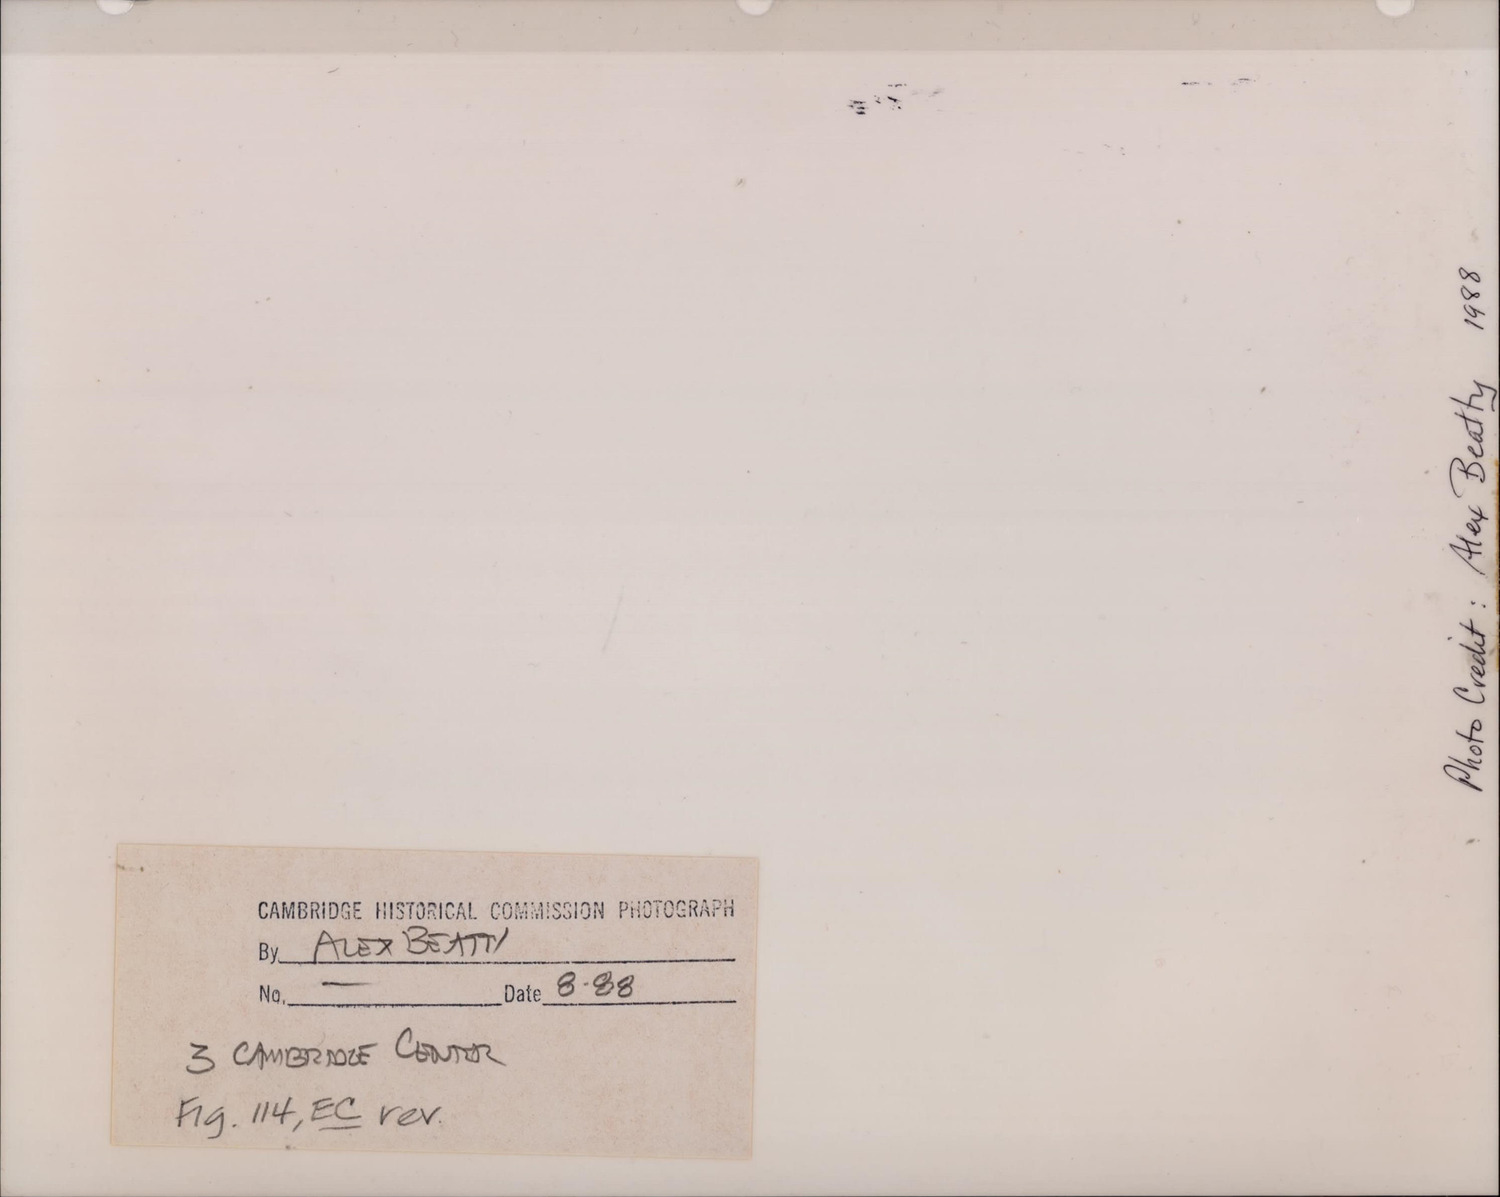 CAMBRIDGE HISTORICAL COMMISSION PHOTOGRAPH
By ALEX BEATTY
No. — Date 8-88
3 CAMBRIDGE CENTER
Fig. 114, EC rev.
Photo Credit: Alex Beatty 1988